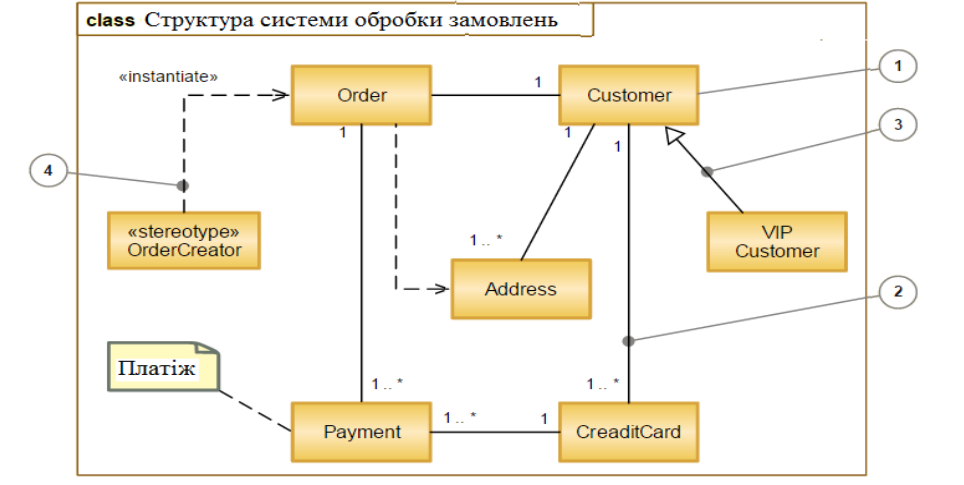 class Структура системи обробки замовлень
«instantiate»
Order
1
Customer
1
1
1
1
3
4
«stereotype»
OrderCreator
1 .. *
VIP
Customer
Address
2
Платіж
1 .. *
1 .. *
Payment
1 .. *
1
CreaditCard